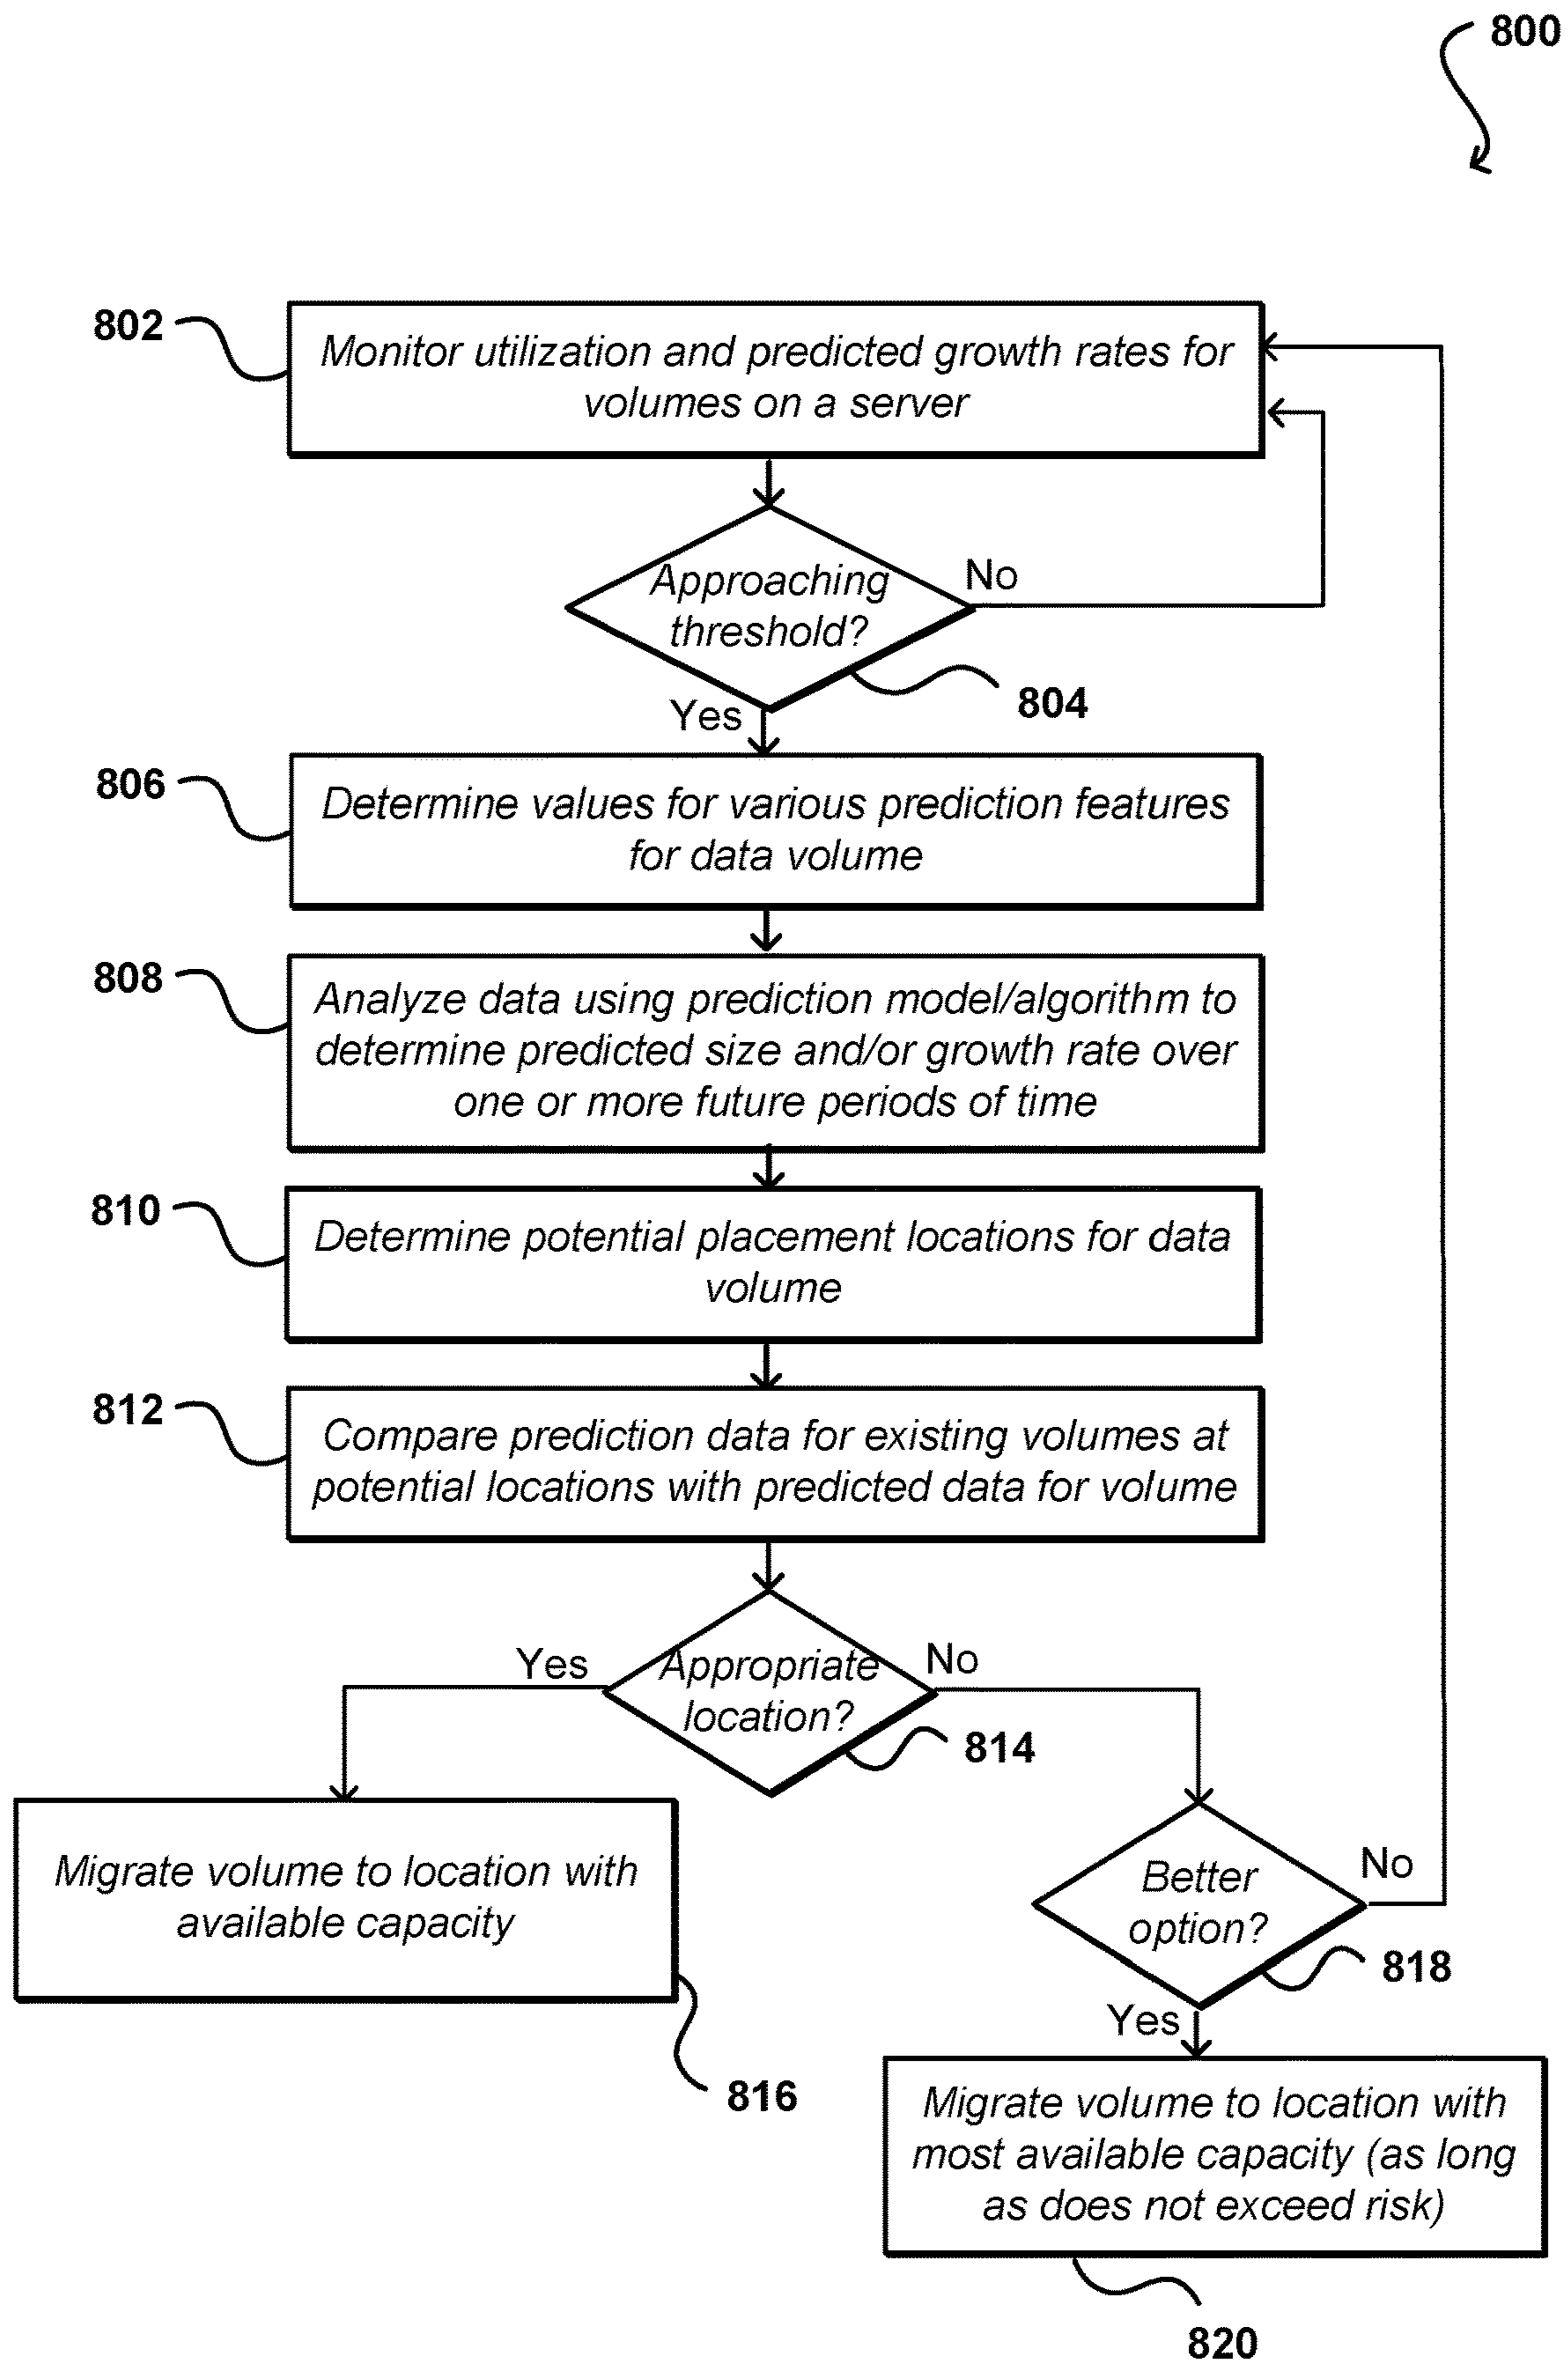 800
802
Monitor utilization and predicted growth rates for
volumes on a server
Approaching
threshold?
No
804
Yes
806
Determine values for various prediction features
for data volume
808
Analyze data using prediction model/algorithm to
determine predicted size and/or growth rate over
one or more future periods of time
810
Determine potential placement locations for data
volume
812
Compare prediction data for existing volumes at
potential locations with predicted data for volume
Yes
Appropriate
location?
No
814
Migrate volume to location with
available capacity
816
Better
option?
No
818
Yes
Migrate volume to location with
most available capacity (as long
as does not exceed risk)
820